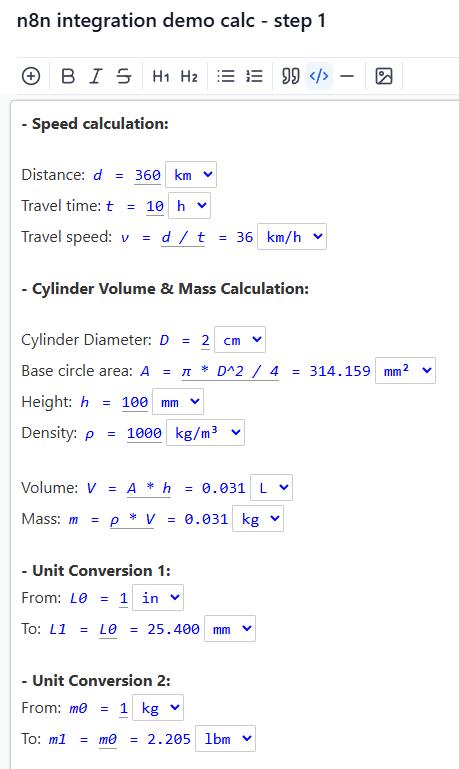 n8n integration demo calc - step 1
B I S H1 H2 </>
- Speed calculation:
Distance: d = 360 km
Travel time: t = 10 h
Travel speed: v = d / t = 36 km/h
- Cylinder Volume & Mass Calculation:
Cylinder Diameter: D = 2 cm
Base circle area: A = π * D^2 / 4 = 314.159 mm²
Height: h = 100 mm
Density: ρ = 1000 kg/m³
Volume: V = A * h = 0.031 L
Mass: m = ρ * V = 0.031 kg
- Unit Conversion 1:
From: L0 = 1 in
To: L1 = L0 = 25.400 mm
- Unit Conversion 2:
From: m0 = 1 kg
To: m1 = m0 = 2.205 lbm